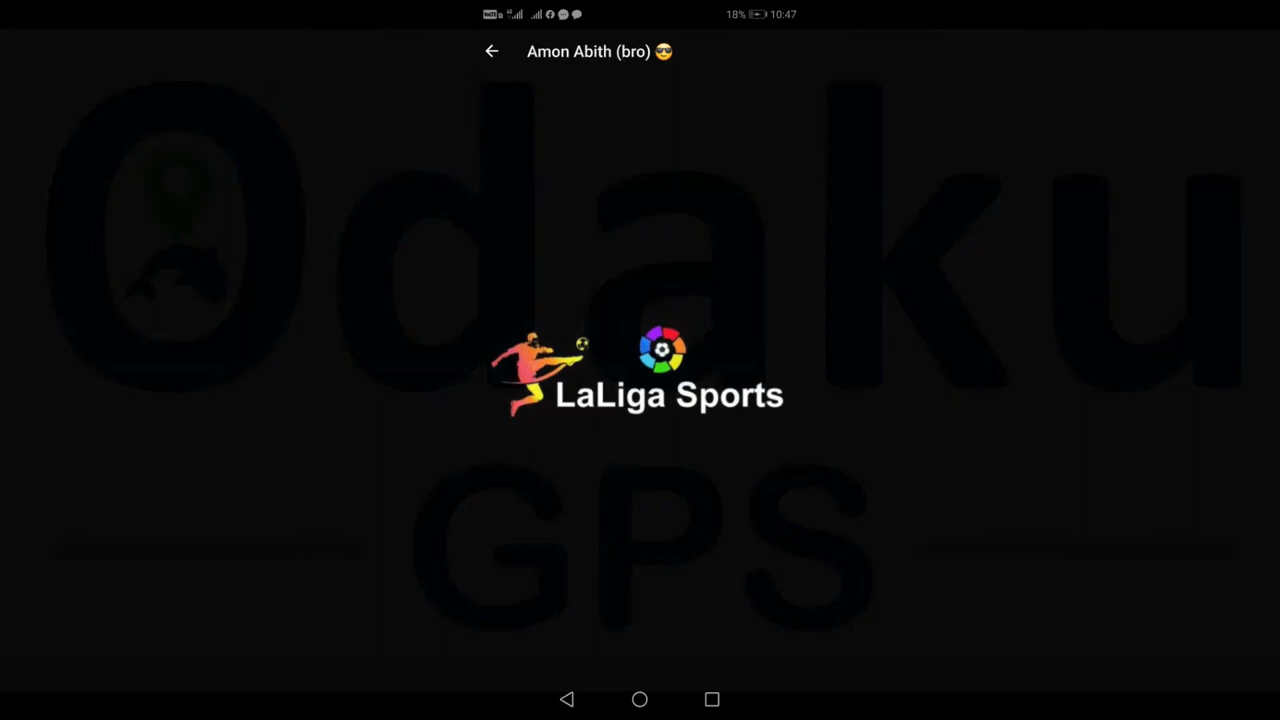 18% 10:47
Amon Abith (bro) 😎
Odaku
LaLiga Sports
GPS